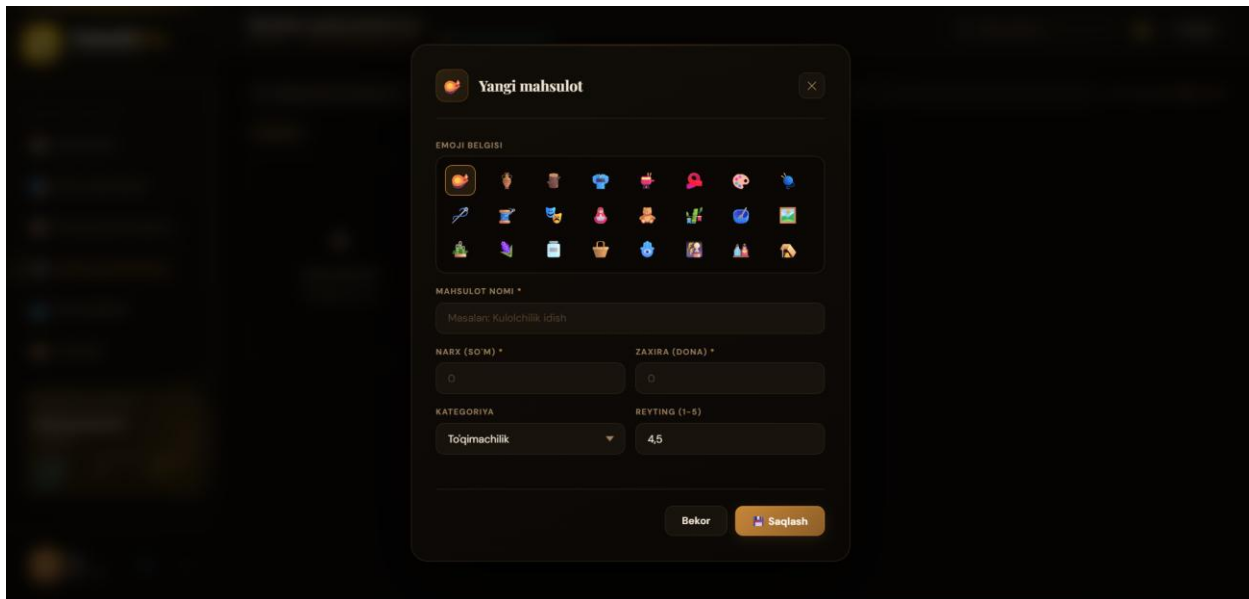 Yangi mahsulot
EMOJI BELGISI
MAHSULOT NOMI *
Masalan: Kulolchilik idish
NARX (SO'M) * ZAXIRA (DONA) *
0 0
KATEGORIYA REYTING (1-5)
To'qimachilik 4,5
Bekor Saqlash